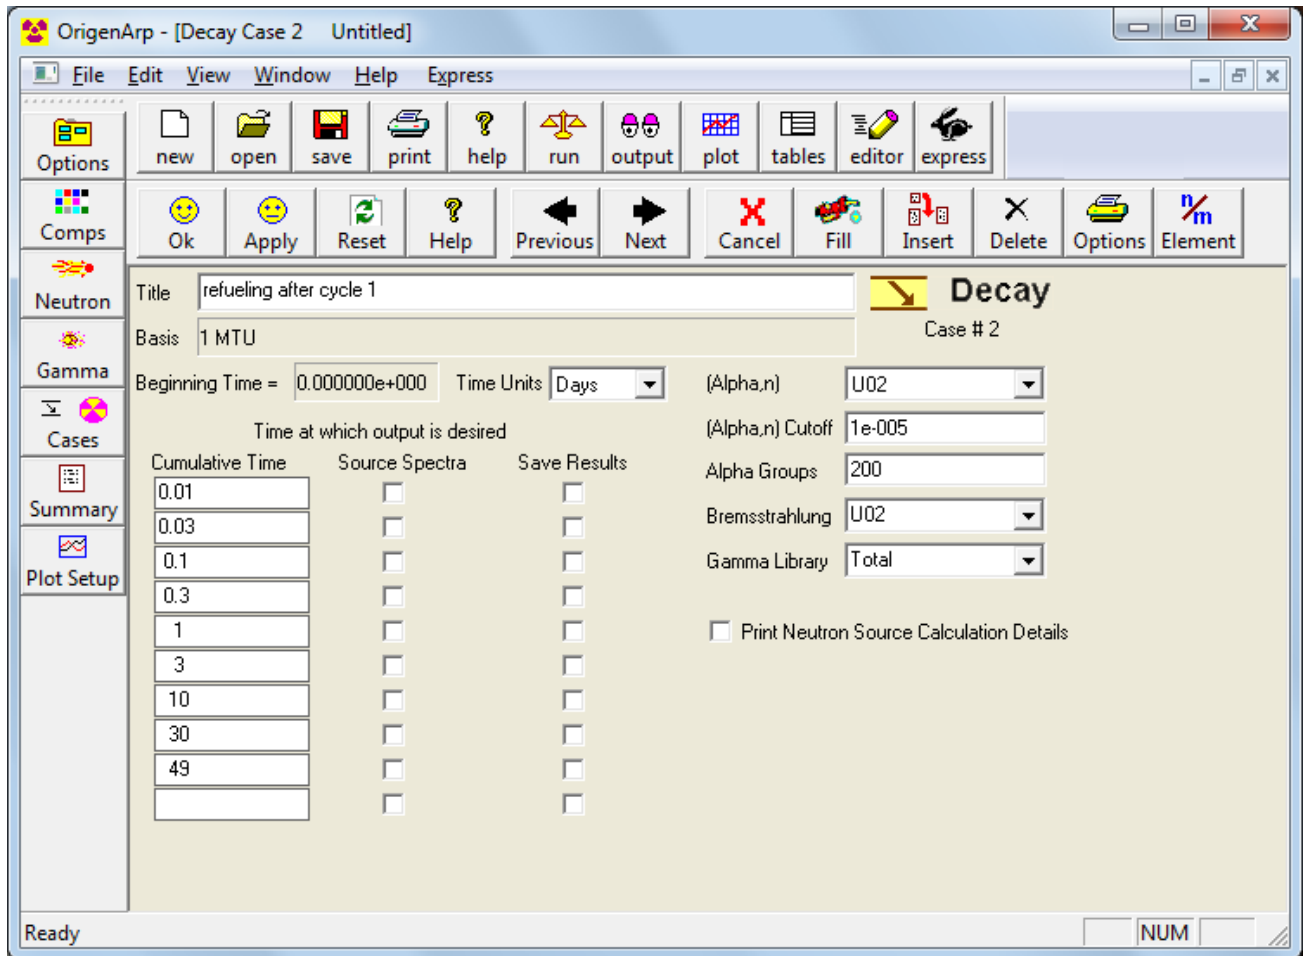 OrigenArp - [Decay Case 2 Untitled]
File Edit View Window Help Express
Options
new open save print help run output plot tables editor express
Comps
Ok Apply Reset Help Previous Next Cancel Fill Insert Delete Options n/m Element
Neutron
Title refueling after cycle 1 Decay
Basis 1 MTU Case # 2
Gamma
Beginning Time = 0.000000e+000 Time Units Days (Alpha,n) U02
Cases
Time at which output is desired (Alpha,n) Cutoff 1e-005
Cumulative Time Source Spectra Save Results Alpha Groups 200
0.01
Summary
0.03 Bremsstrahlung U02
0.1 Gamma Library Total
Plot Setup
0.3
1 Print Neutron Source Calculation Details
3
10
30
49
Ready NUM